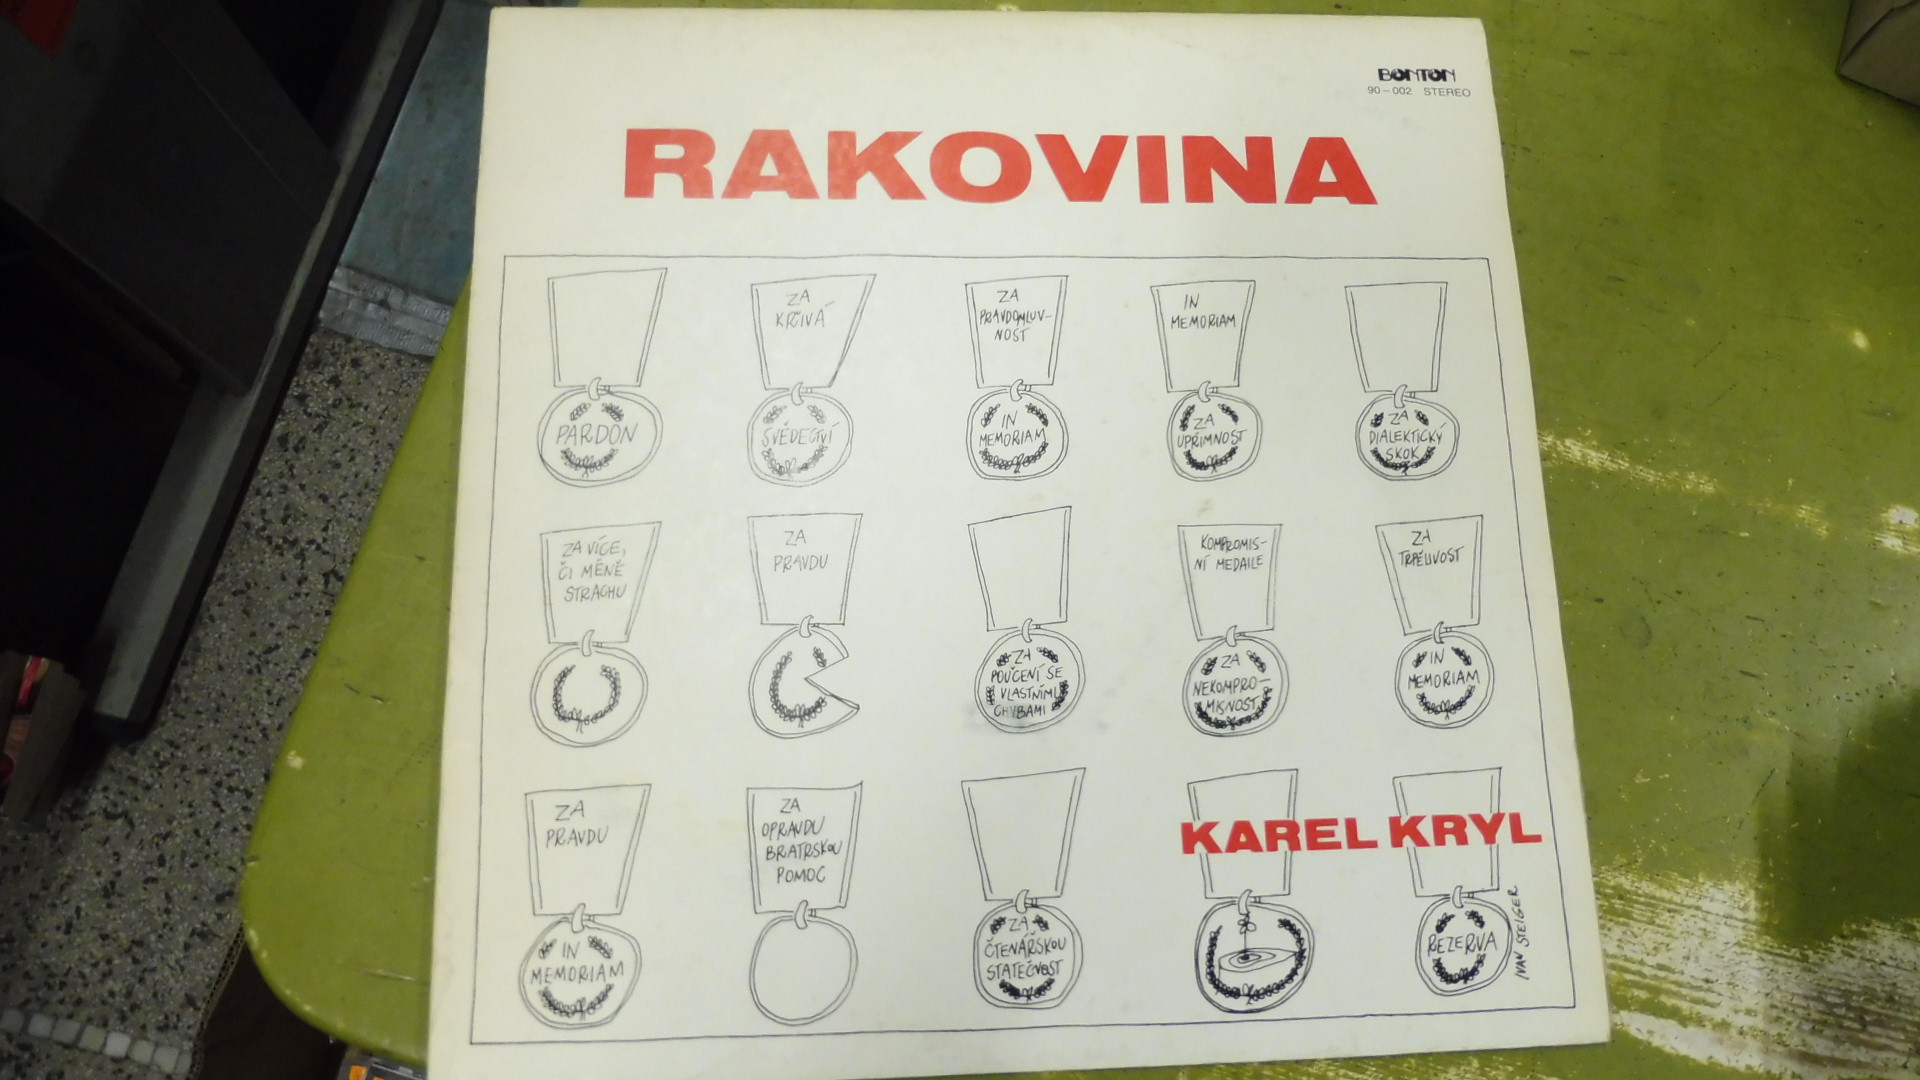 BONTON
90-002 STEREO
RAKOVINA
PARDON
ZA
KŘIVÁ
SVĚDECTVÍ
ZA
PRAVDOMLUV-
NOST
IN
MEMORIAM
IN
MEMORIAM
ZA
UPŘÍMNOST
ZA
DIALEKTICKÝ
SKOK
ZA VÍCE,
ČI MÉNĚ
STRACHU
ZA
PRAVDU
ZA
POUČENÍ SE
VLASTNÍMI
CHYBAMI
KOMPROMIS-
NÍ MEDAILE
ZA
NEKOMPRO-
MISNOST
ZA
TRPĚLIVOST
IN
MEMORIAM
ZA
PRAVDU
IN
MEMORIAM
ZA
OPRAVDU
BRATRSKOU
POMOC
ZA
ČTENÁŘSKOU
STATEČNOST
KAREL KRYL
REZERVA
IVAN STEIGER